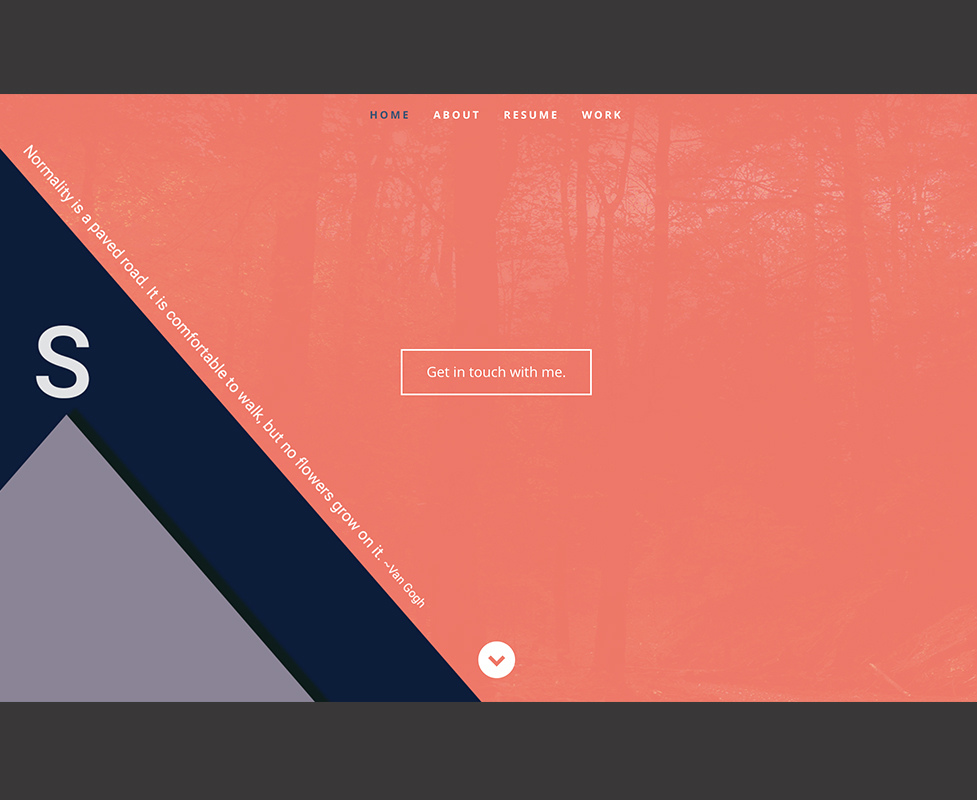 HOME ABOUT RESUME WORK
Normality is a paved road. It is comfortable to walk, but no flowers grow on it. ~Van Gogh
S
Get in touch with me.